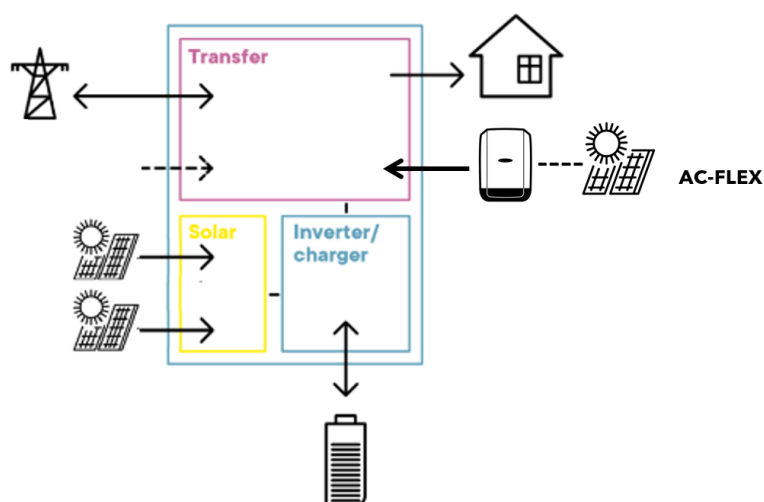 Transfer
AC-FLEX
Solar
Inverter/
charger